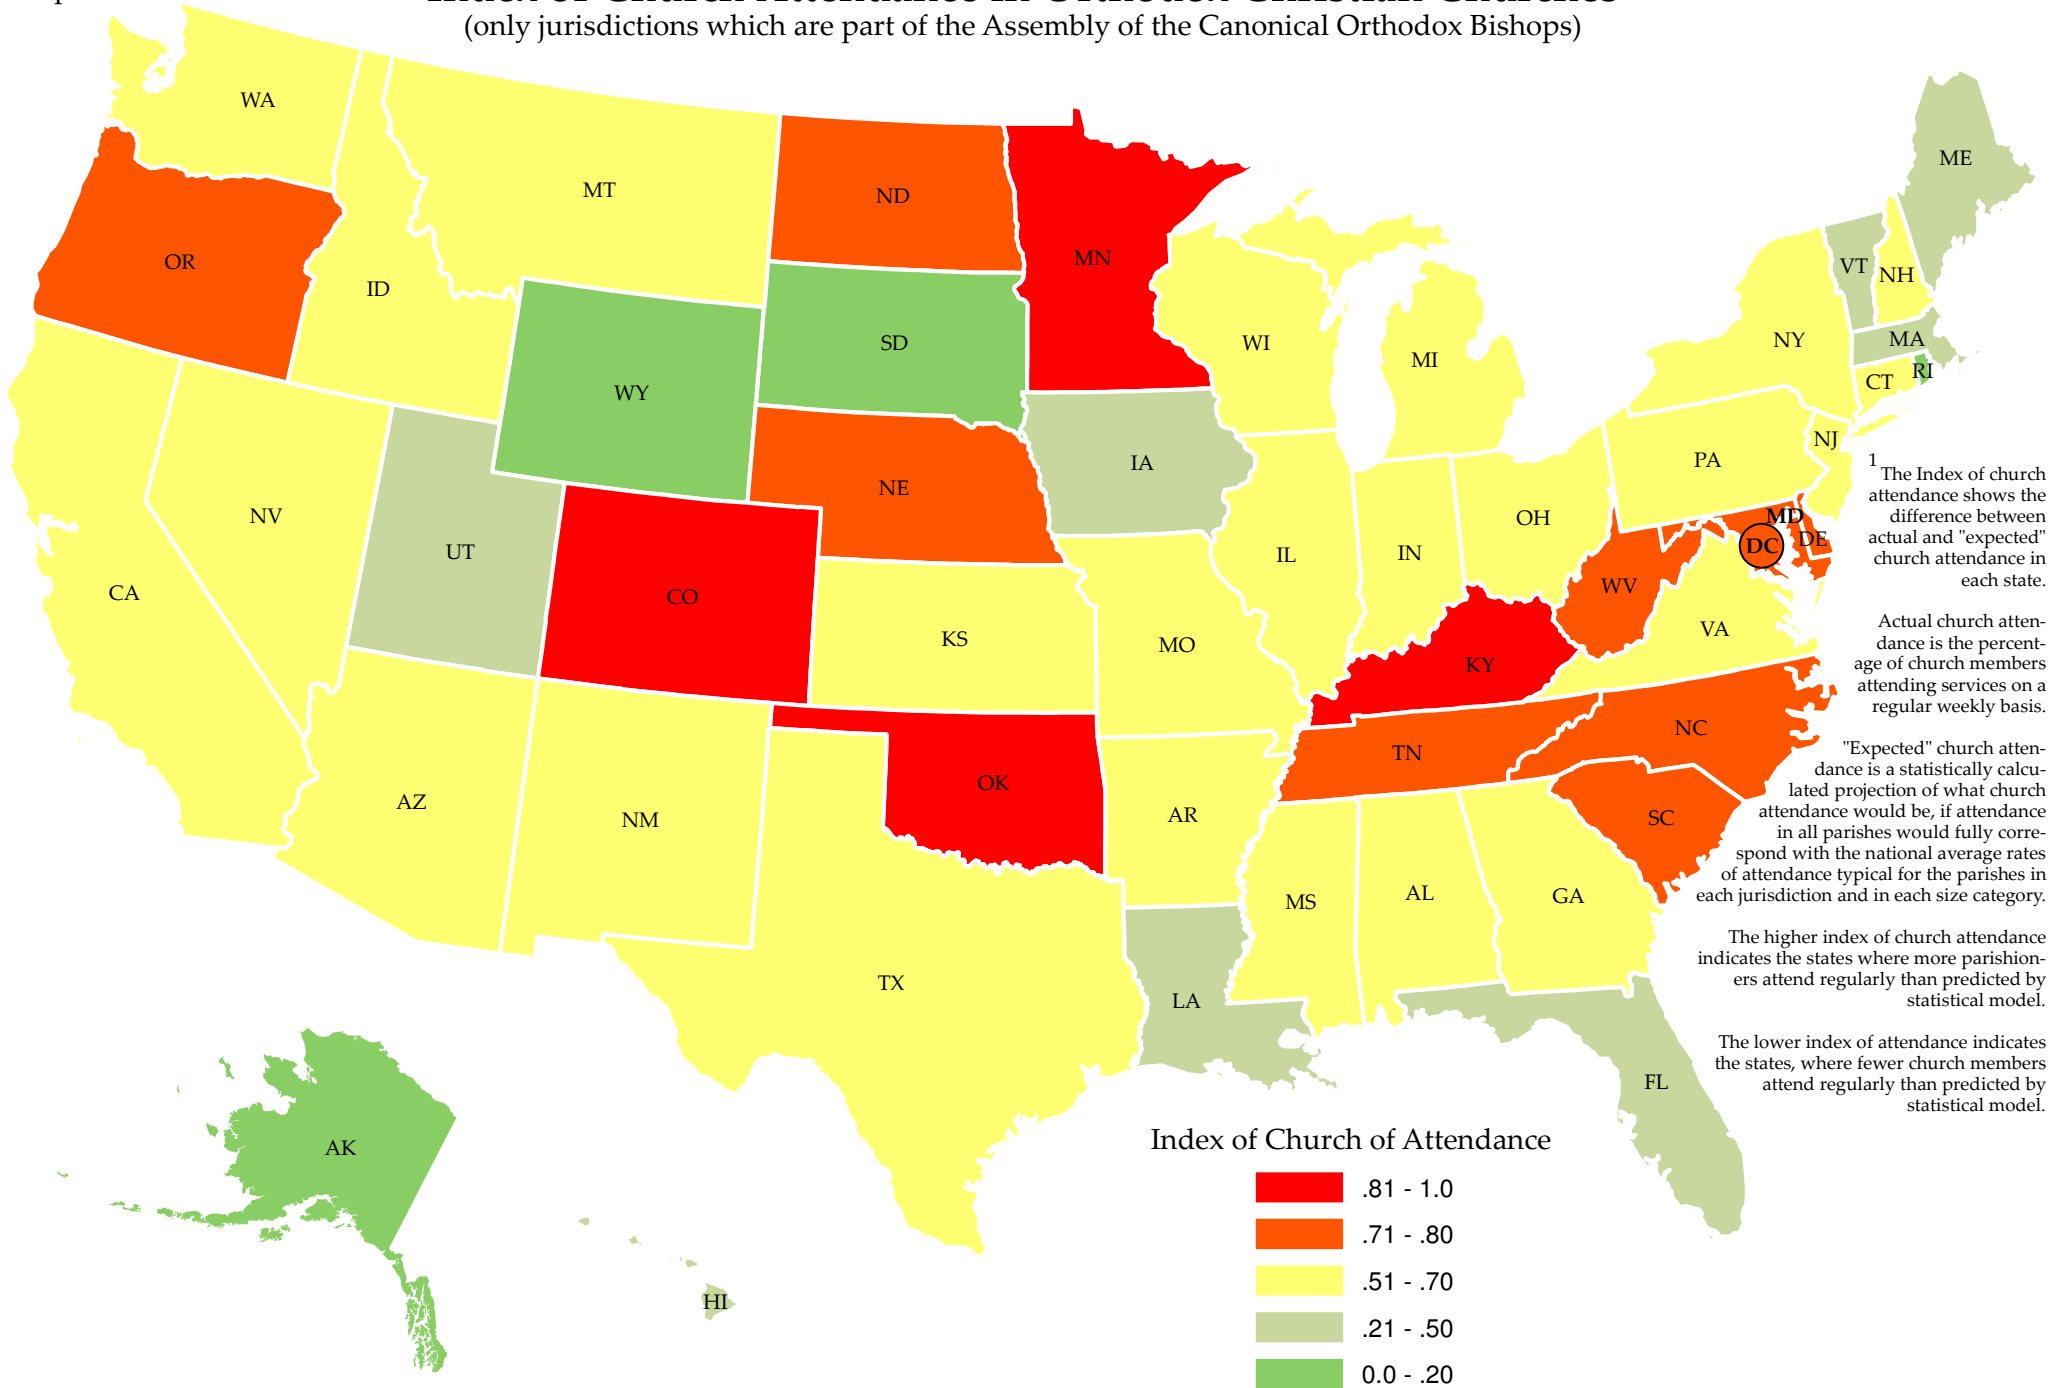 (only jurisdictions which are part of the Assembly of the Canonical Orthodox Bishops)
WA
ME
MT
ND
OR
MN
VT
NH
ID
NY
MA
SD
WI
MI
RI
CT
WY
NJ
IA
PA
NE
NV
OH
MD
DC
DE
UT
IL
IN
WV
CA
CO
KS
VA
MO
KY
NC
TN
OK
AZ
NM
AR
SC
MS
AL
GA
TX
LA
FL
AK
HI
1
The Index of church
attendance shows the
difference between
actual and "expected"
church attendance in
each state.
Actual church atten-
dance is the percent-
age of church members
attending services on a
regular weekly basis.
"Expected" church atten-
dance is a statistically calcu-
lated projection of what church
attendance would be, if attendance
in all parishes would fully corre-
spond with the national average rates
of attendance typical for the parishes in
each jurisdiction and in each size category.
The higher index of church attendance
indicates the states where more parishion-
ers attend regularly than predicted by
statistical model.
The lower index of attendance indicates
the states, where fewer church members
attend regularly than predicted by
statistical model.
Index of Church of Attendance
.81 - 1.0
.71 - .80
.51 - .70
.21 - .50
0.0 - .20